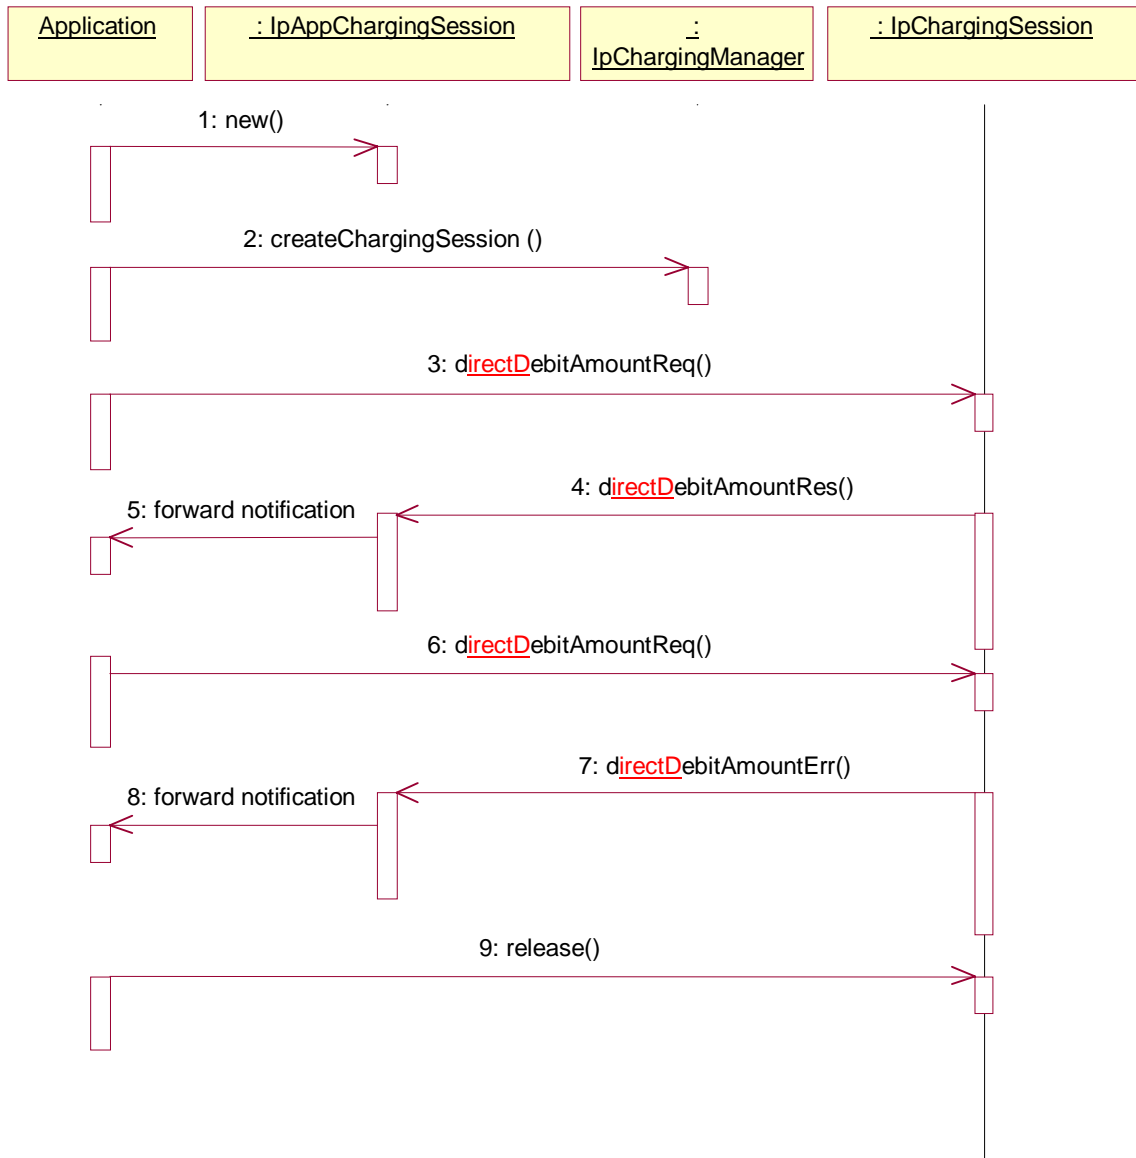 Application
: IpAppChargingSession
:
IpChargingManager
: IpChargingSession
1: new()
2: createChargingSession ()
3: directDebitAmountReq()
4: directDebitAmountRes()
5: forward notification
6: directDebitAmountReq()
7: directDebitAmountErr()
8: forward notification
9: release()